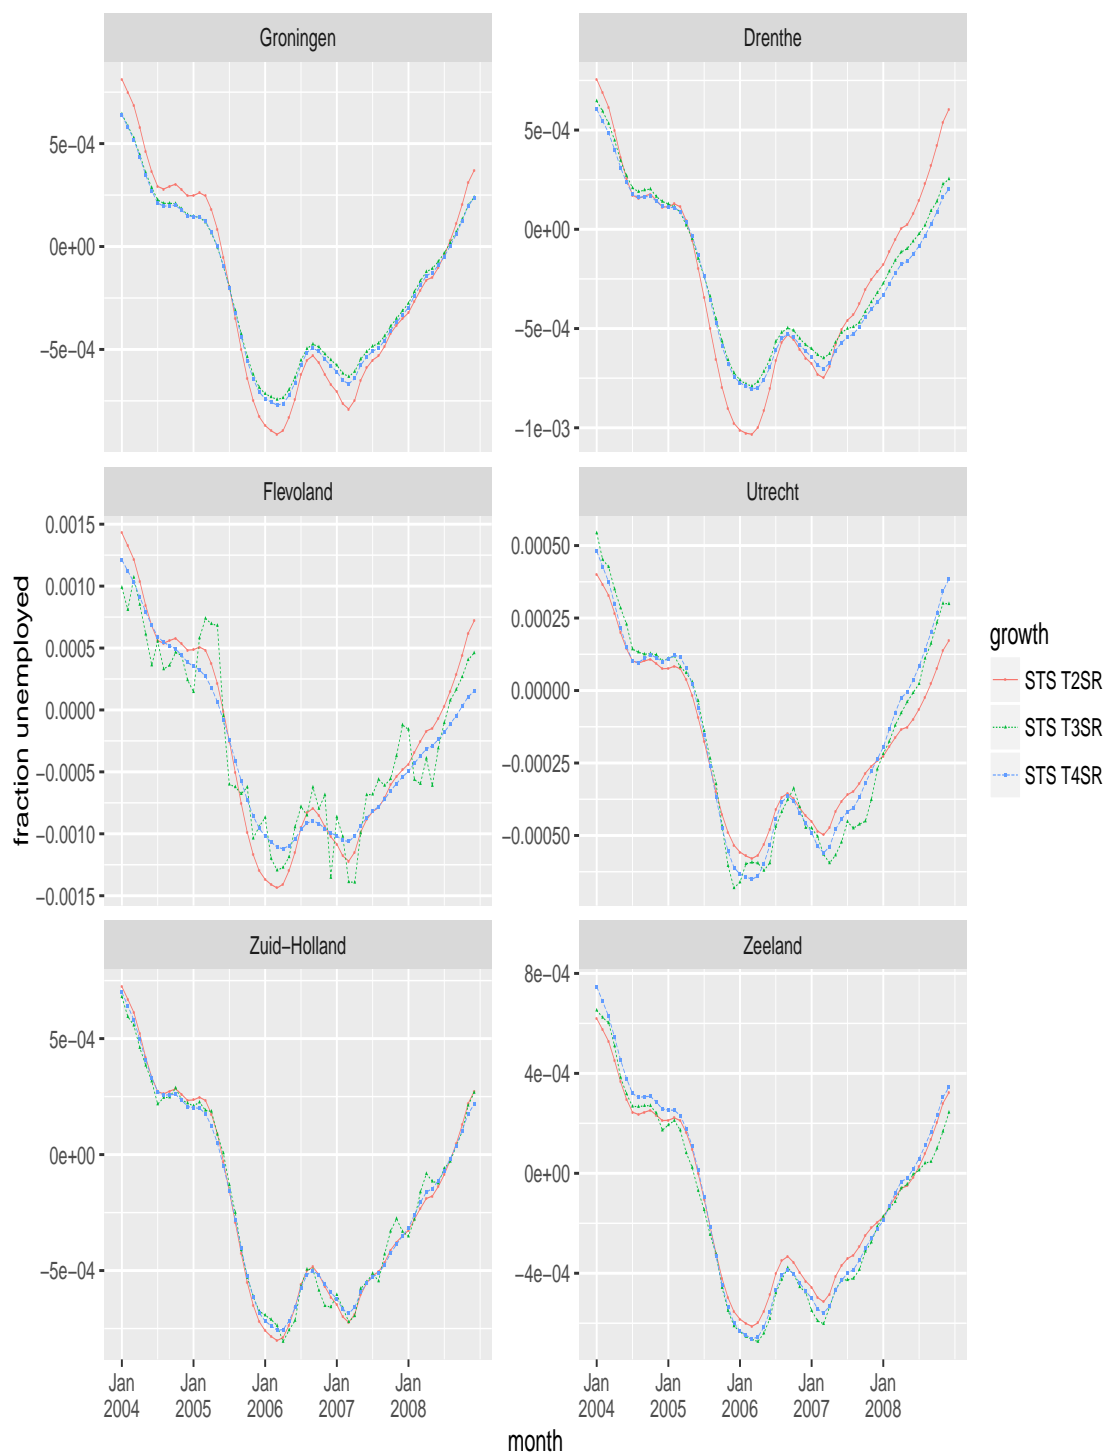 Groningen
Drenthe
5e−04
0e+00
−5e−04
5e−04
0e+00
−5e−04
−1e−03
Flevoland
Utrecht
0.0015
0.0010
0.0005
0.0000
−0.0005
−0.0010
−0.0015
0.00050
0.00025
0.00000
−0.00025
−0.00050
fraction unemployed
growth
STS T2SR
STS T3SR
STS T4SR
Zuid−Holland
Zeeland
5e−04
0e+00
−5e−04
8e−04
4e−04
0e+00
−4e−04
Jan 2004
Jan 2005
Jan 2006
Jan 2007
Jan 2008
Jan 2004
Jan 2005
Jan 2006
Jan 2007
Jan 2008
month